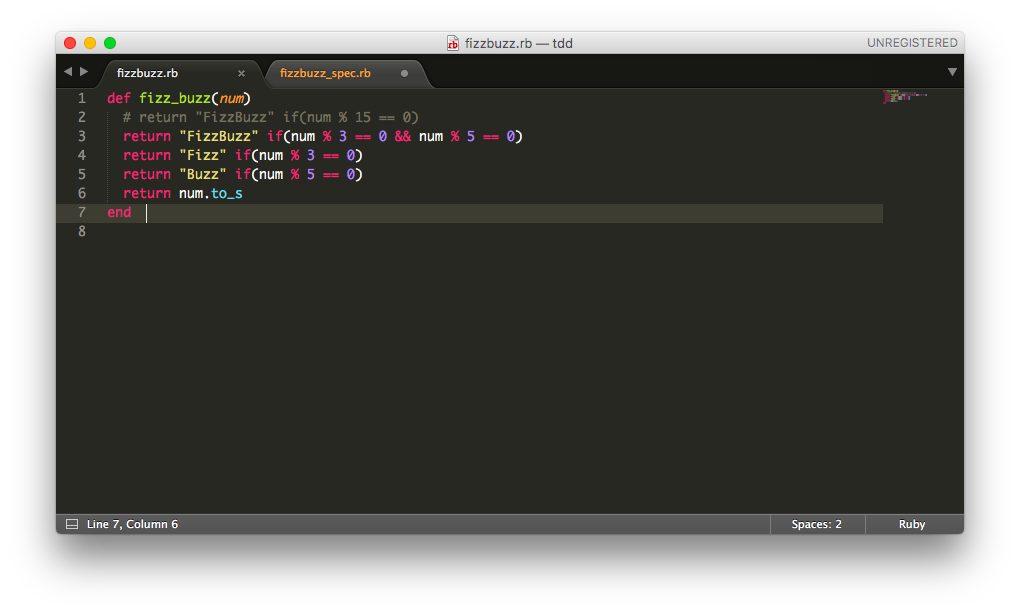 fizzbuzz.rb — tdd
UNREGISTERED
fizzbuzz.rb
fizzbuzz_spec.rb
1 def fizz_buzz(num)
2   # return "FizzBuzz" if(num % 15 == 0)
3   return "FizzBuzz" if(num % 3 == 0 && num % 5 == 0)
4   return "Fizz" if(num % 3 == 0)
5   return "Buzz" if(num % 5 == 0)
6   return num.to_s
7 end
8
Line 7, Column 6
Spaces: 2
Ruby